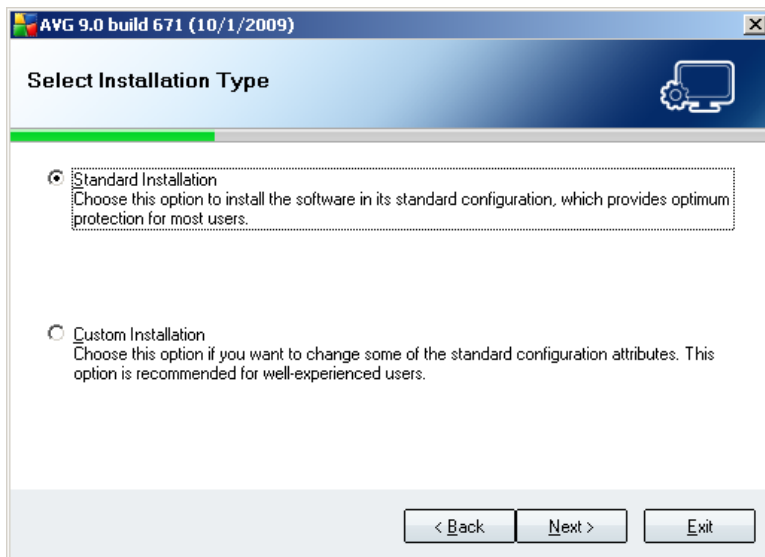 AVG 9.0 build 671 (10/1/2009)
Select Installation Type
Standard Installation
Choose this option to install the software in its standard configuration, which provides optimum
protection for most users.
Custom Installation
Choose this option if you want to change some of the standard configuration attributes. This
option is recommended for well-experienced users.
< Back
Next >
Exit